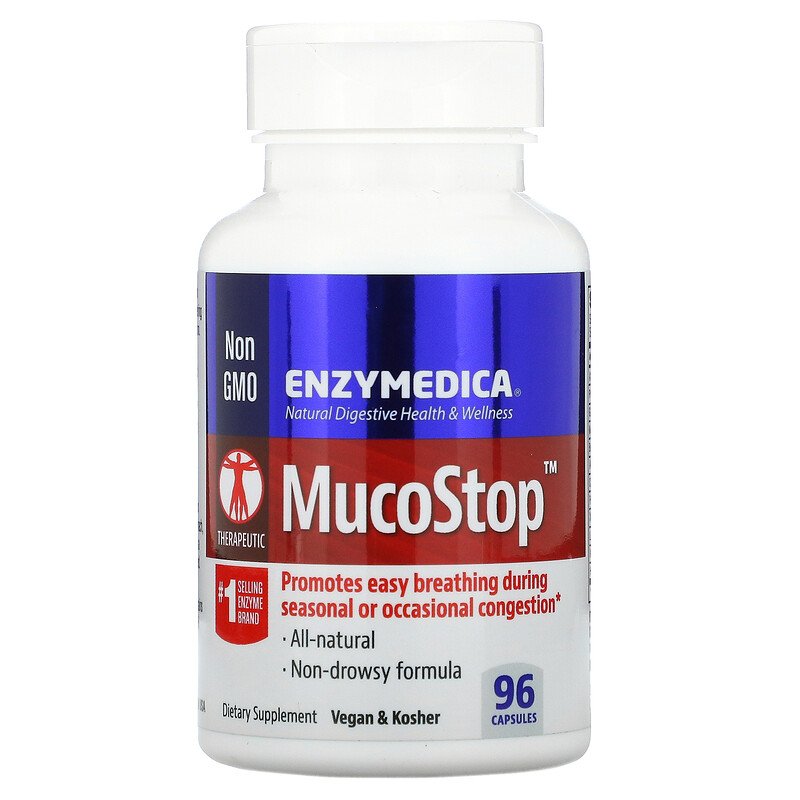 Non
GMO
ENZYMEDICA®
Natural Digestive Health & Wellness
THERAPEUTIC
MucoStop™
#1 SELLING
ENZYME
BRAND
Promotes easy breathing during
seasonal or occasional congestion*
· All-natural
· Non-drowsy formula
96
CAPSULES
Dietary Supplement Vegan & Kosher
USA